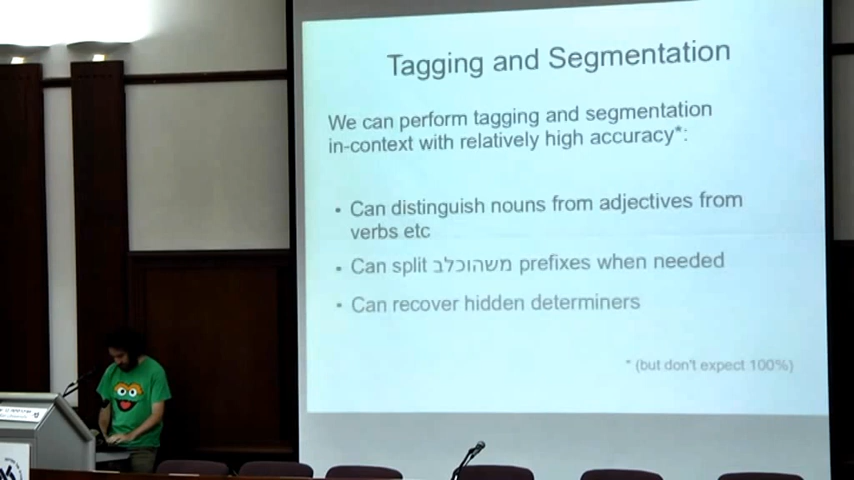 Tagging and Segmentation
We can perform tagging and segmentation
in-context with relatively high accuracy*:
• Can distinguish nouns from adjectives from
verbs etc
• Can split משהוכלב prefixes when needed
• Can recover hidden determiners
* (but don't expect 100%)